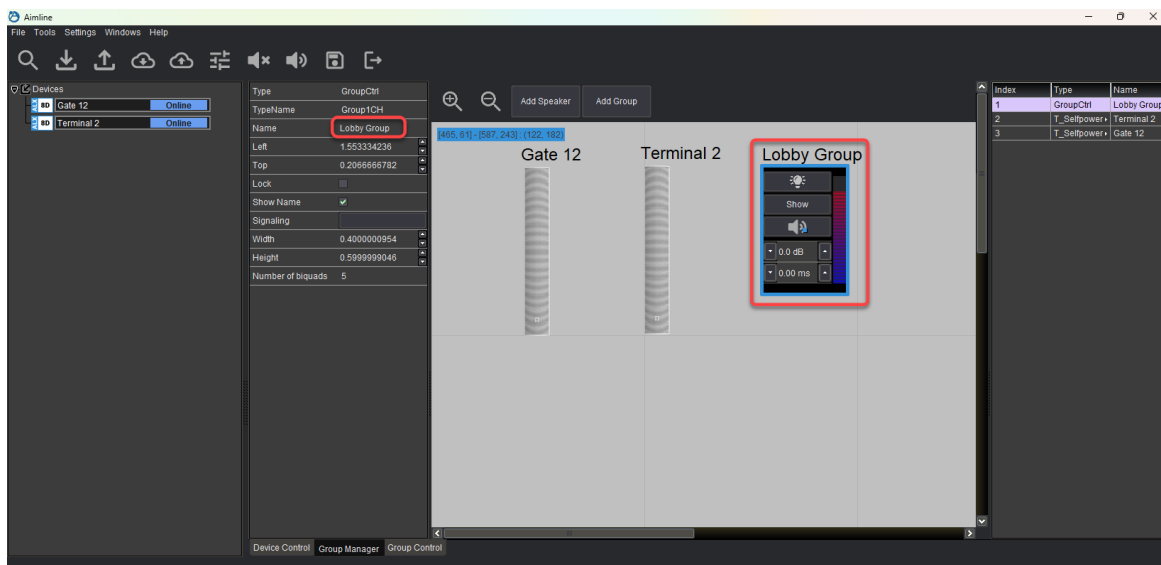 Aimline
File Tools Settings Windows Help
Devices
8D Gate 12 Online
8D Terminal 2 Online
Type GroupCtrl
TypeName Group1CH
Name Lobby Group
Left 1.553334236
Top 0.2066666782
Lock
Show Name
Signaling
Width 0.4000000954
Height 0.5999999046
Number of biquads 5
Add Speaker Add Group
[465, 61] - [587, 243] : (122, 182)
Gate 12 Terminal 2 Lobby Group
Show
0.0 dB
0.00 ms
Index Type Name
1 GroupCtrl Lobby Group
2 T_Selfpower Terminal 2
3 T_Selfpower Gate 12
Device Control Group Manager Group Control